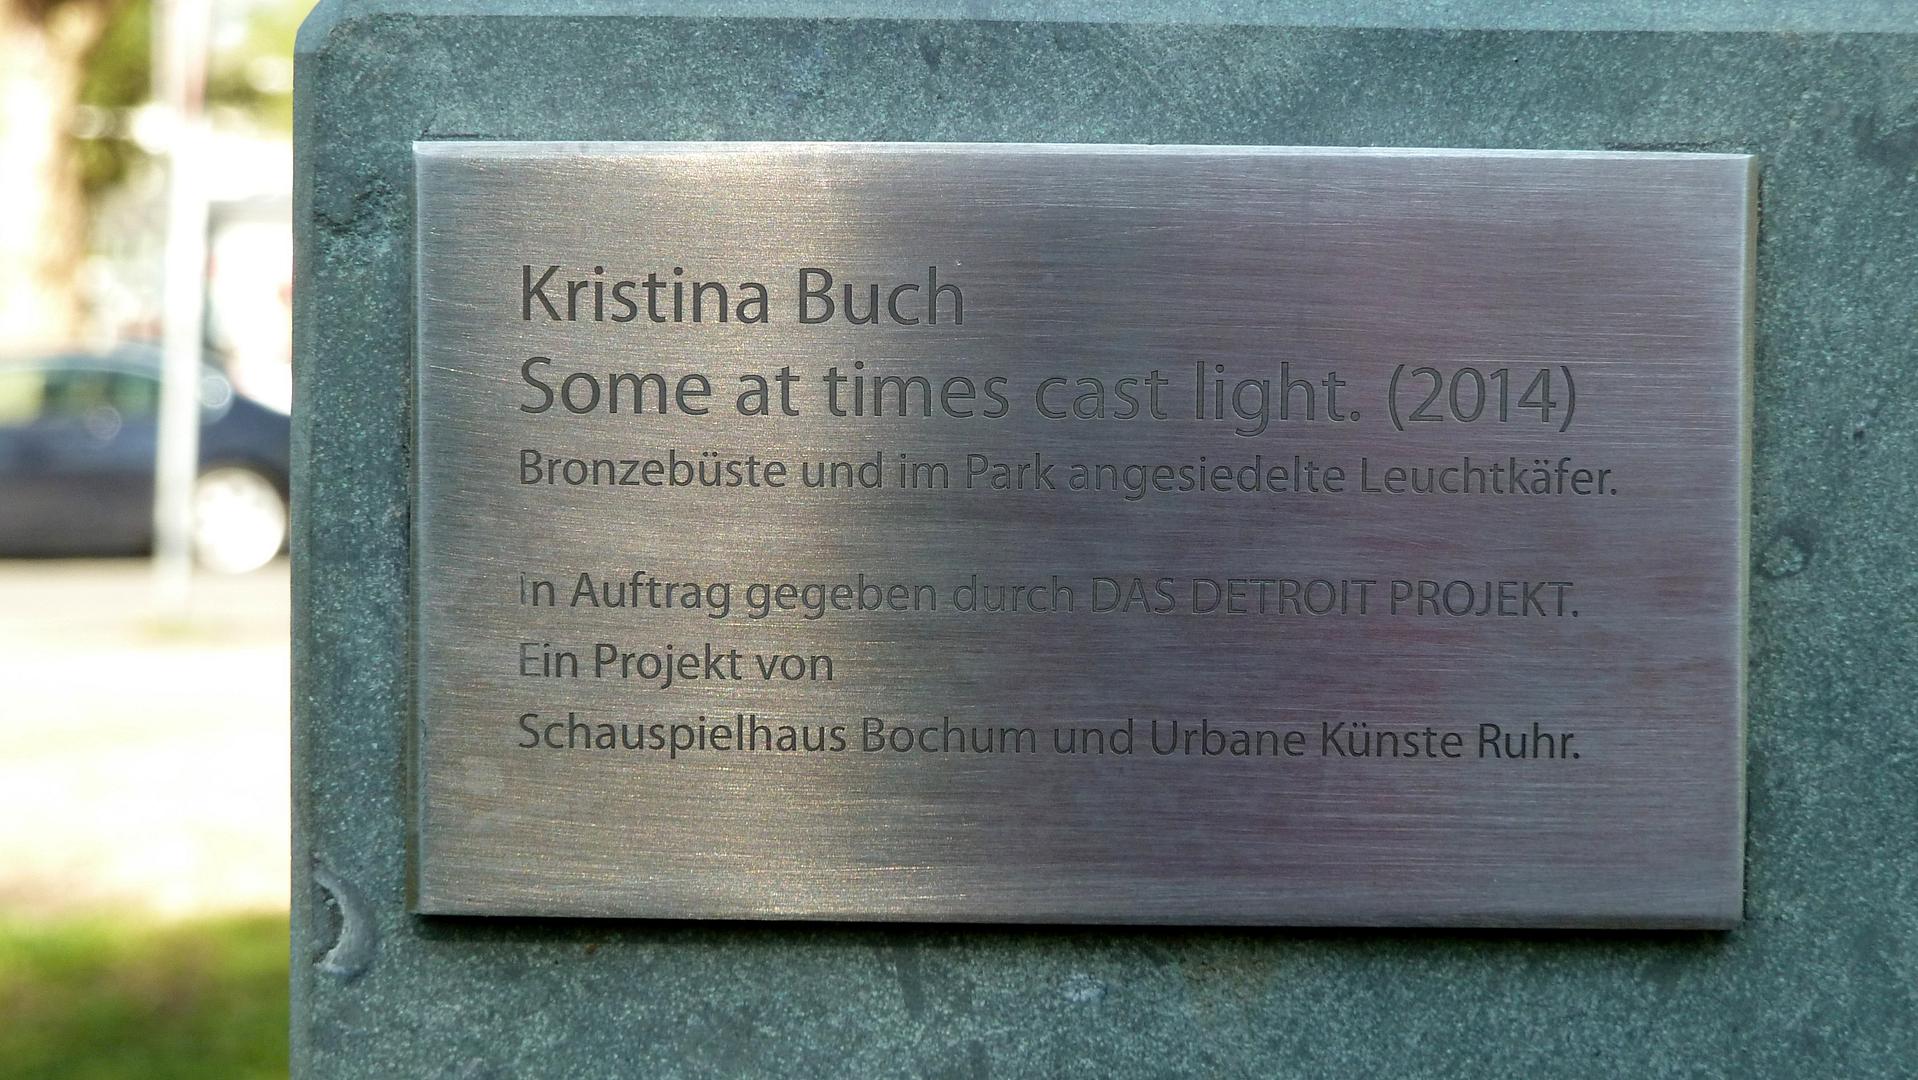 Kristina Buch
Some at times cast light. (2014)
Bronzebüste und im Park angesiedelte Leuchtkäfer.
In Auftrag gegeben durch DAS DETROIT PROJEKT.
Ein Projekt von
Schauspielhaus Bochum und Urbane Künste Ruhr.